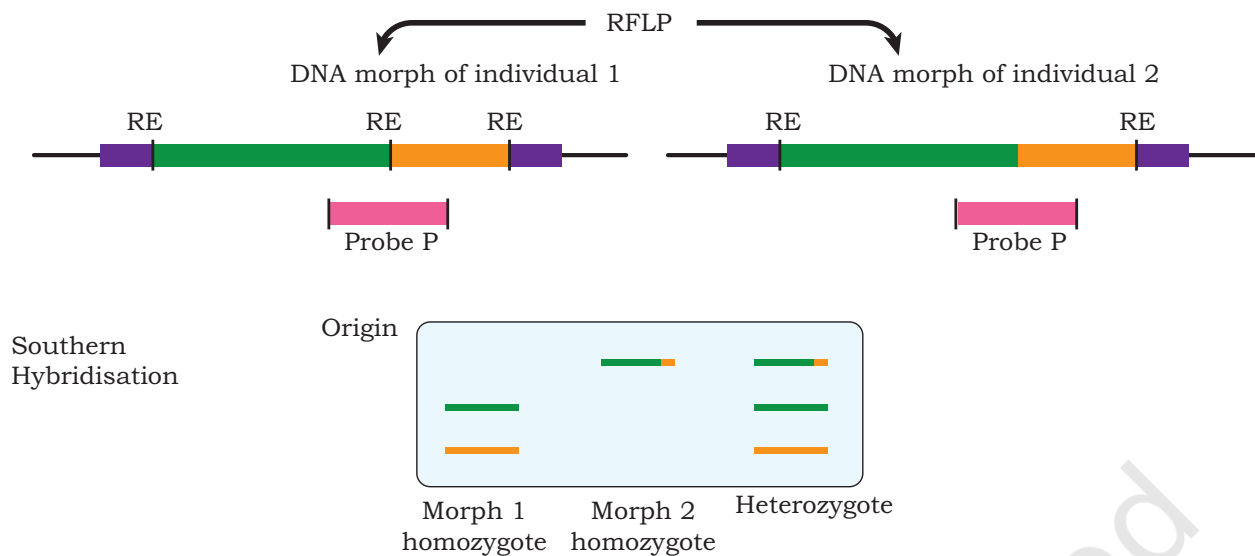 RFLP
DNA morph of individual 1
DNA morph of individual 2
RE RE RE
RE RE
Probe P
Probe P
Southern
Hybridisation
Origin
Morph 1
homozygote
Morph 2
homozygote
Heterozygote